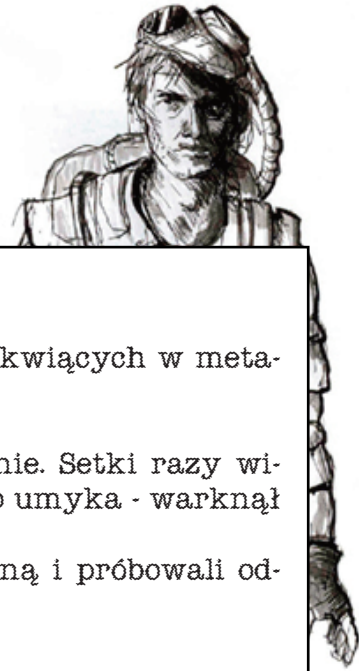 kwiących w meta-
nie. Setki razy wi-
umyka - warknął
ną i próbowali od-